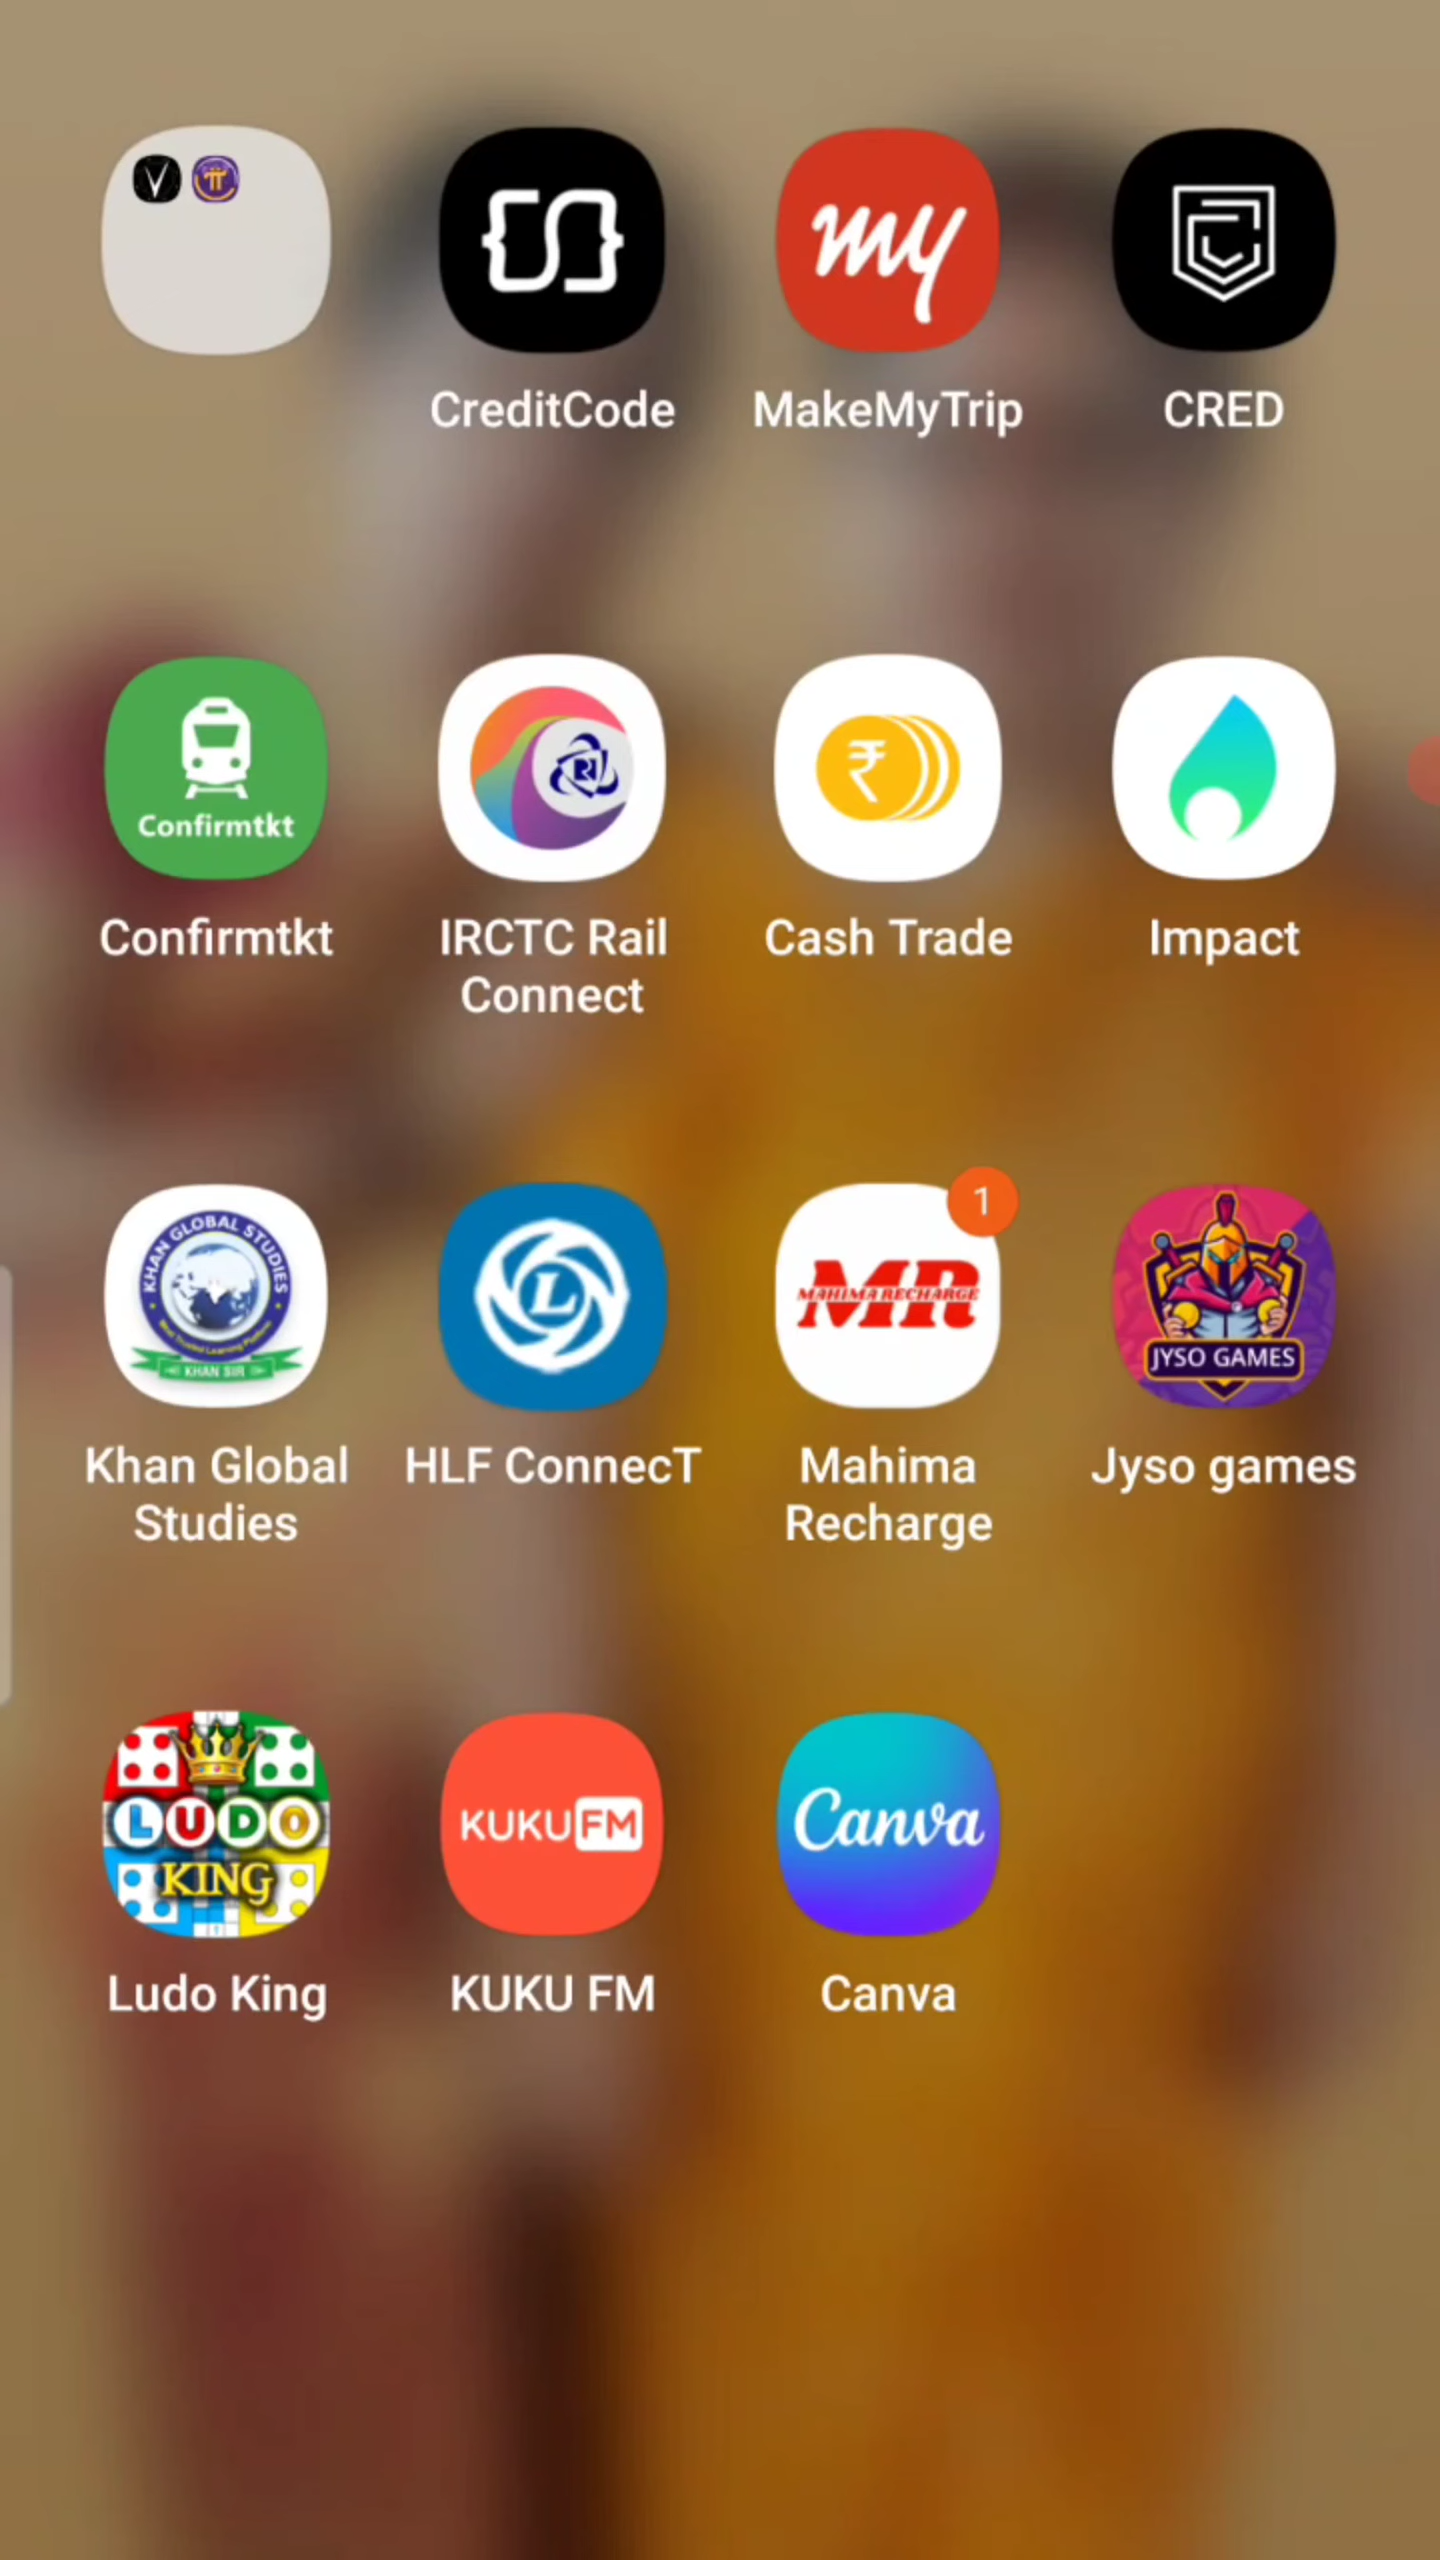 my
CreditCode
MakeMyTrip
CRED
Confirmtkt
₹
Confirmtkt
IRCTC Rail
Connect
Cash Trade
Impact
1
KHAN GLOBAL STUDIES
KHAN SIR
L
MR
MAHIMA RECHARGE
JYSO GAMES
Khan Global
Studies
HLF ConnecT
Mahima
Recharge
Jyso games
LUDO
KING
KUKU FM
Canva
Ludo King
KUKU FM
Canva